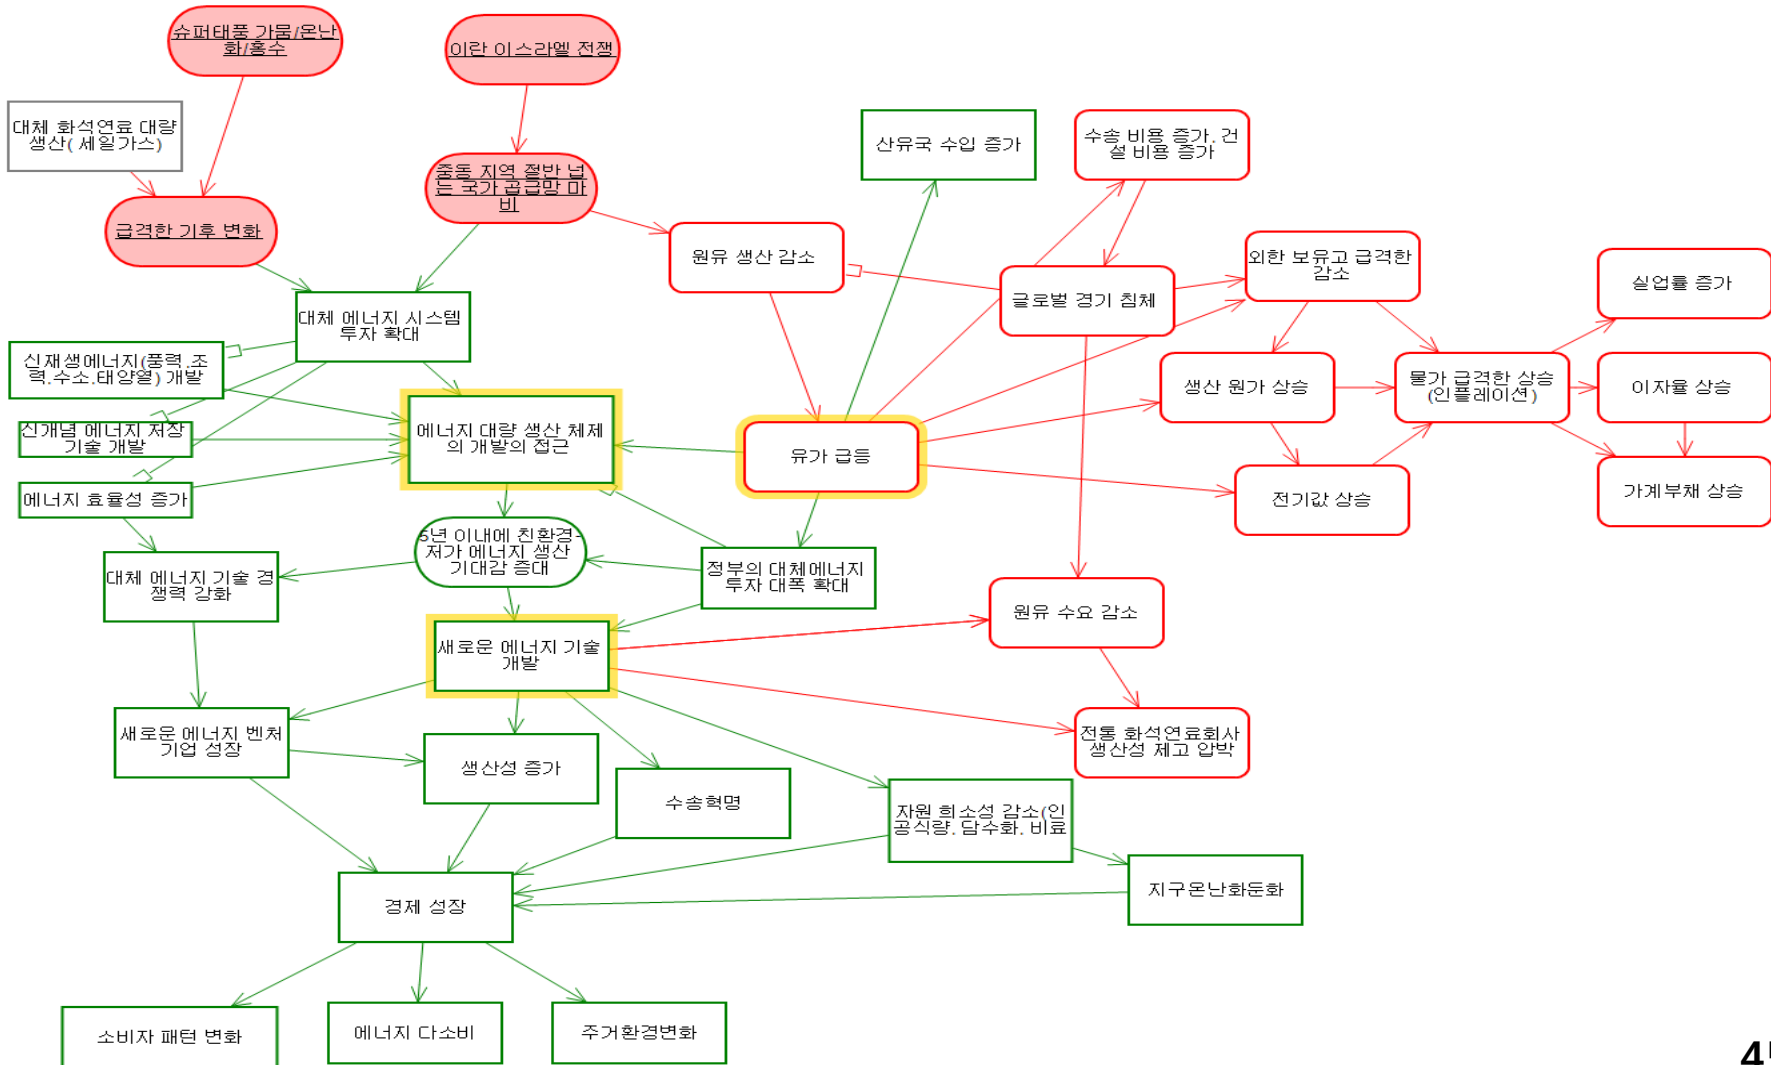 슈퍼태풍 가뭄/온난
화/홍수
이란 이스라엘 전쟁
대체 화석연료 대량
생산( 세일가스)
산유국 수입 증가
수송 비용 증가. 건
설 비용 증가
중동 지역 절반 넘
는 국가 공급망 마
비
급격한 기후 변화
원유 생산 감소
외한 보유고 급격한
감소
실업률 증가
글로벌 경기 침체
대체 에너지 시스템
투자 확대
신재생에너지(풍력.조
력.수소.태양열) 개발
생산 원가 상승
물가 급격한 상승
(인플레이션)
이자율 상승
신개념 에너지 저장
기술 개발
에너지 대량 생산 체제
의 개발의 접근
유가 급등
에너지 효율성 증가
전기값 상승
가계부채 상승
5년 이내에 친환경-
저가 에너지 생산
기대감 증대
대체 에너지 기술 경
쟁력 강화
정부의 대체에너지
투자 대폭 확대
원유 수요 감소
새로운 에너지 기술
개발
새로운 에너지 벤처
기업 성장
전통 화석연료회사
생산성 제고 압박
생산성 증가
수송혁명
자원 희소성 감소(인
공식량. 담수화. 비료
지구온난화둔화
경제 성장
소비자 패턴 변화
에너지 다소비
주거환경변화